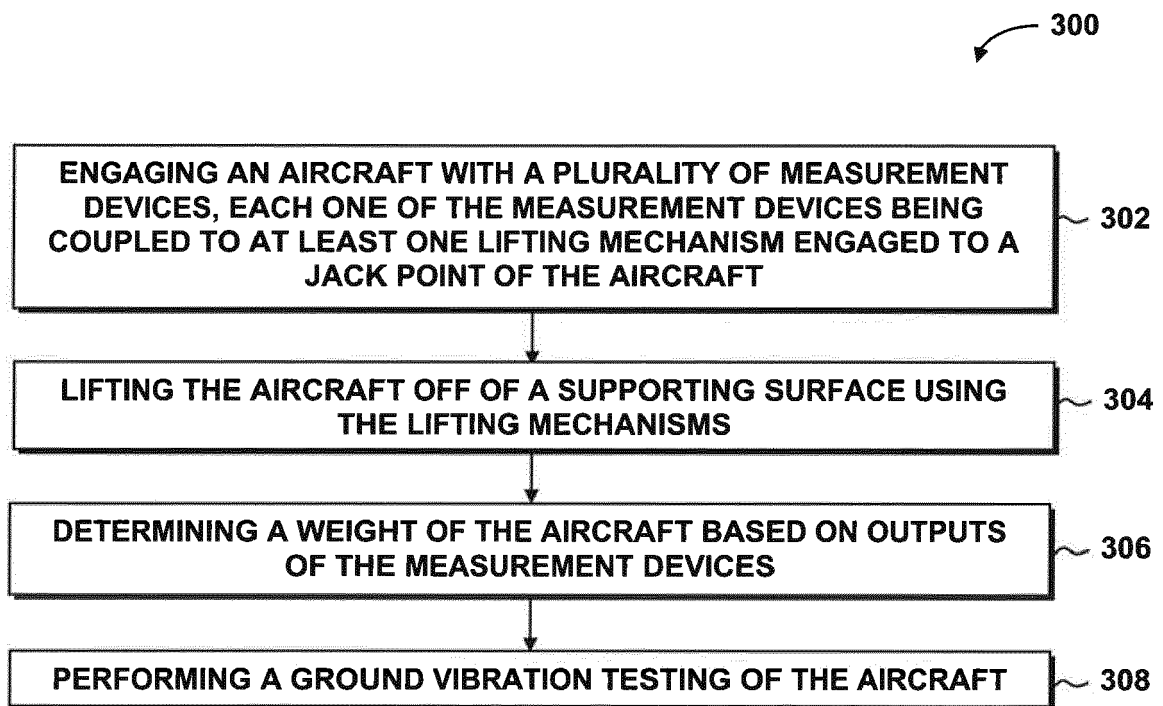 300
ENGAGING AN AIRCRAFT WITH A PLURALITY OF MEASUREMENT
DEVICES, EACH ONE OF THE MEASUREMENT DEVICES BEING
COUPLED TO AT LEAST ONE LIFTING MECHANISM ENGAGED TO A
JACK POINT OF THE AIRCRAFT
302
LIFTING THE AIRCRAFT OFF OF A SUPPORTING SURFACE USING
THE LIFTING MECHANISMS
304
DETERMINING A WEIGHT OF THE AIRCRAFT BASED ON OUTPUTS
OF THE MEASUREMENT DEVICES
306
PERFORMING A GROUND VIBRATION TESTING OF THE AIRCRAFT
308